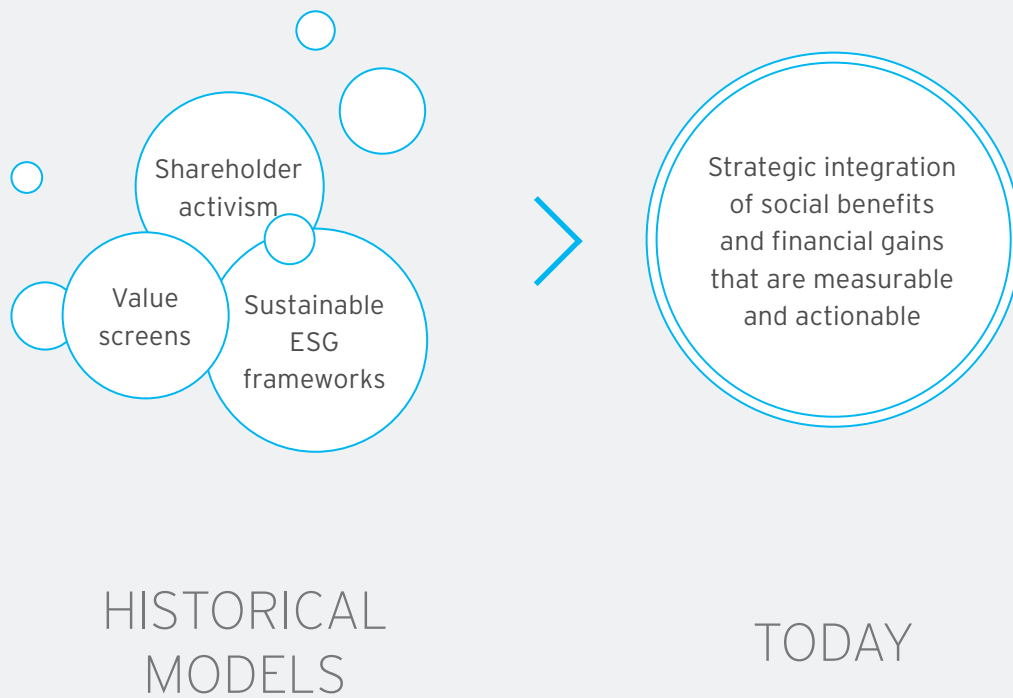 Shareholder
activism
Value
screens
Sustainable
ESG
frameworks
Strategic integration
of social benefits
and financial gains
that are measurable
and actionable
HISTORICAL
MODELS
TODAY